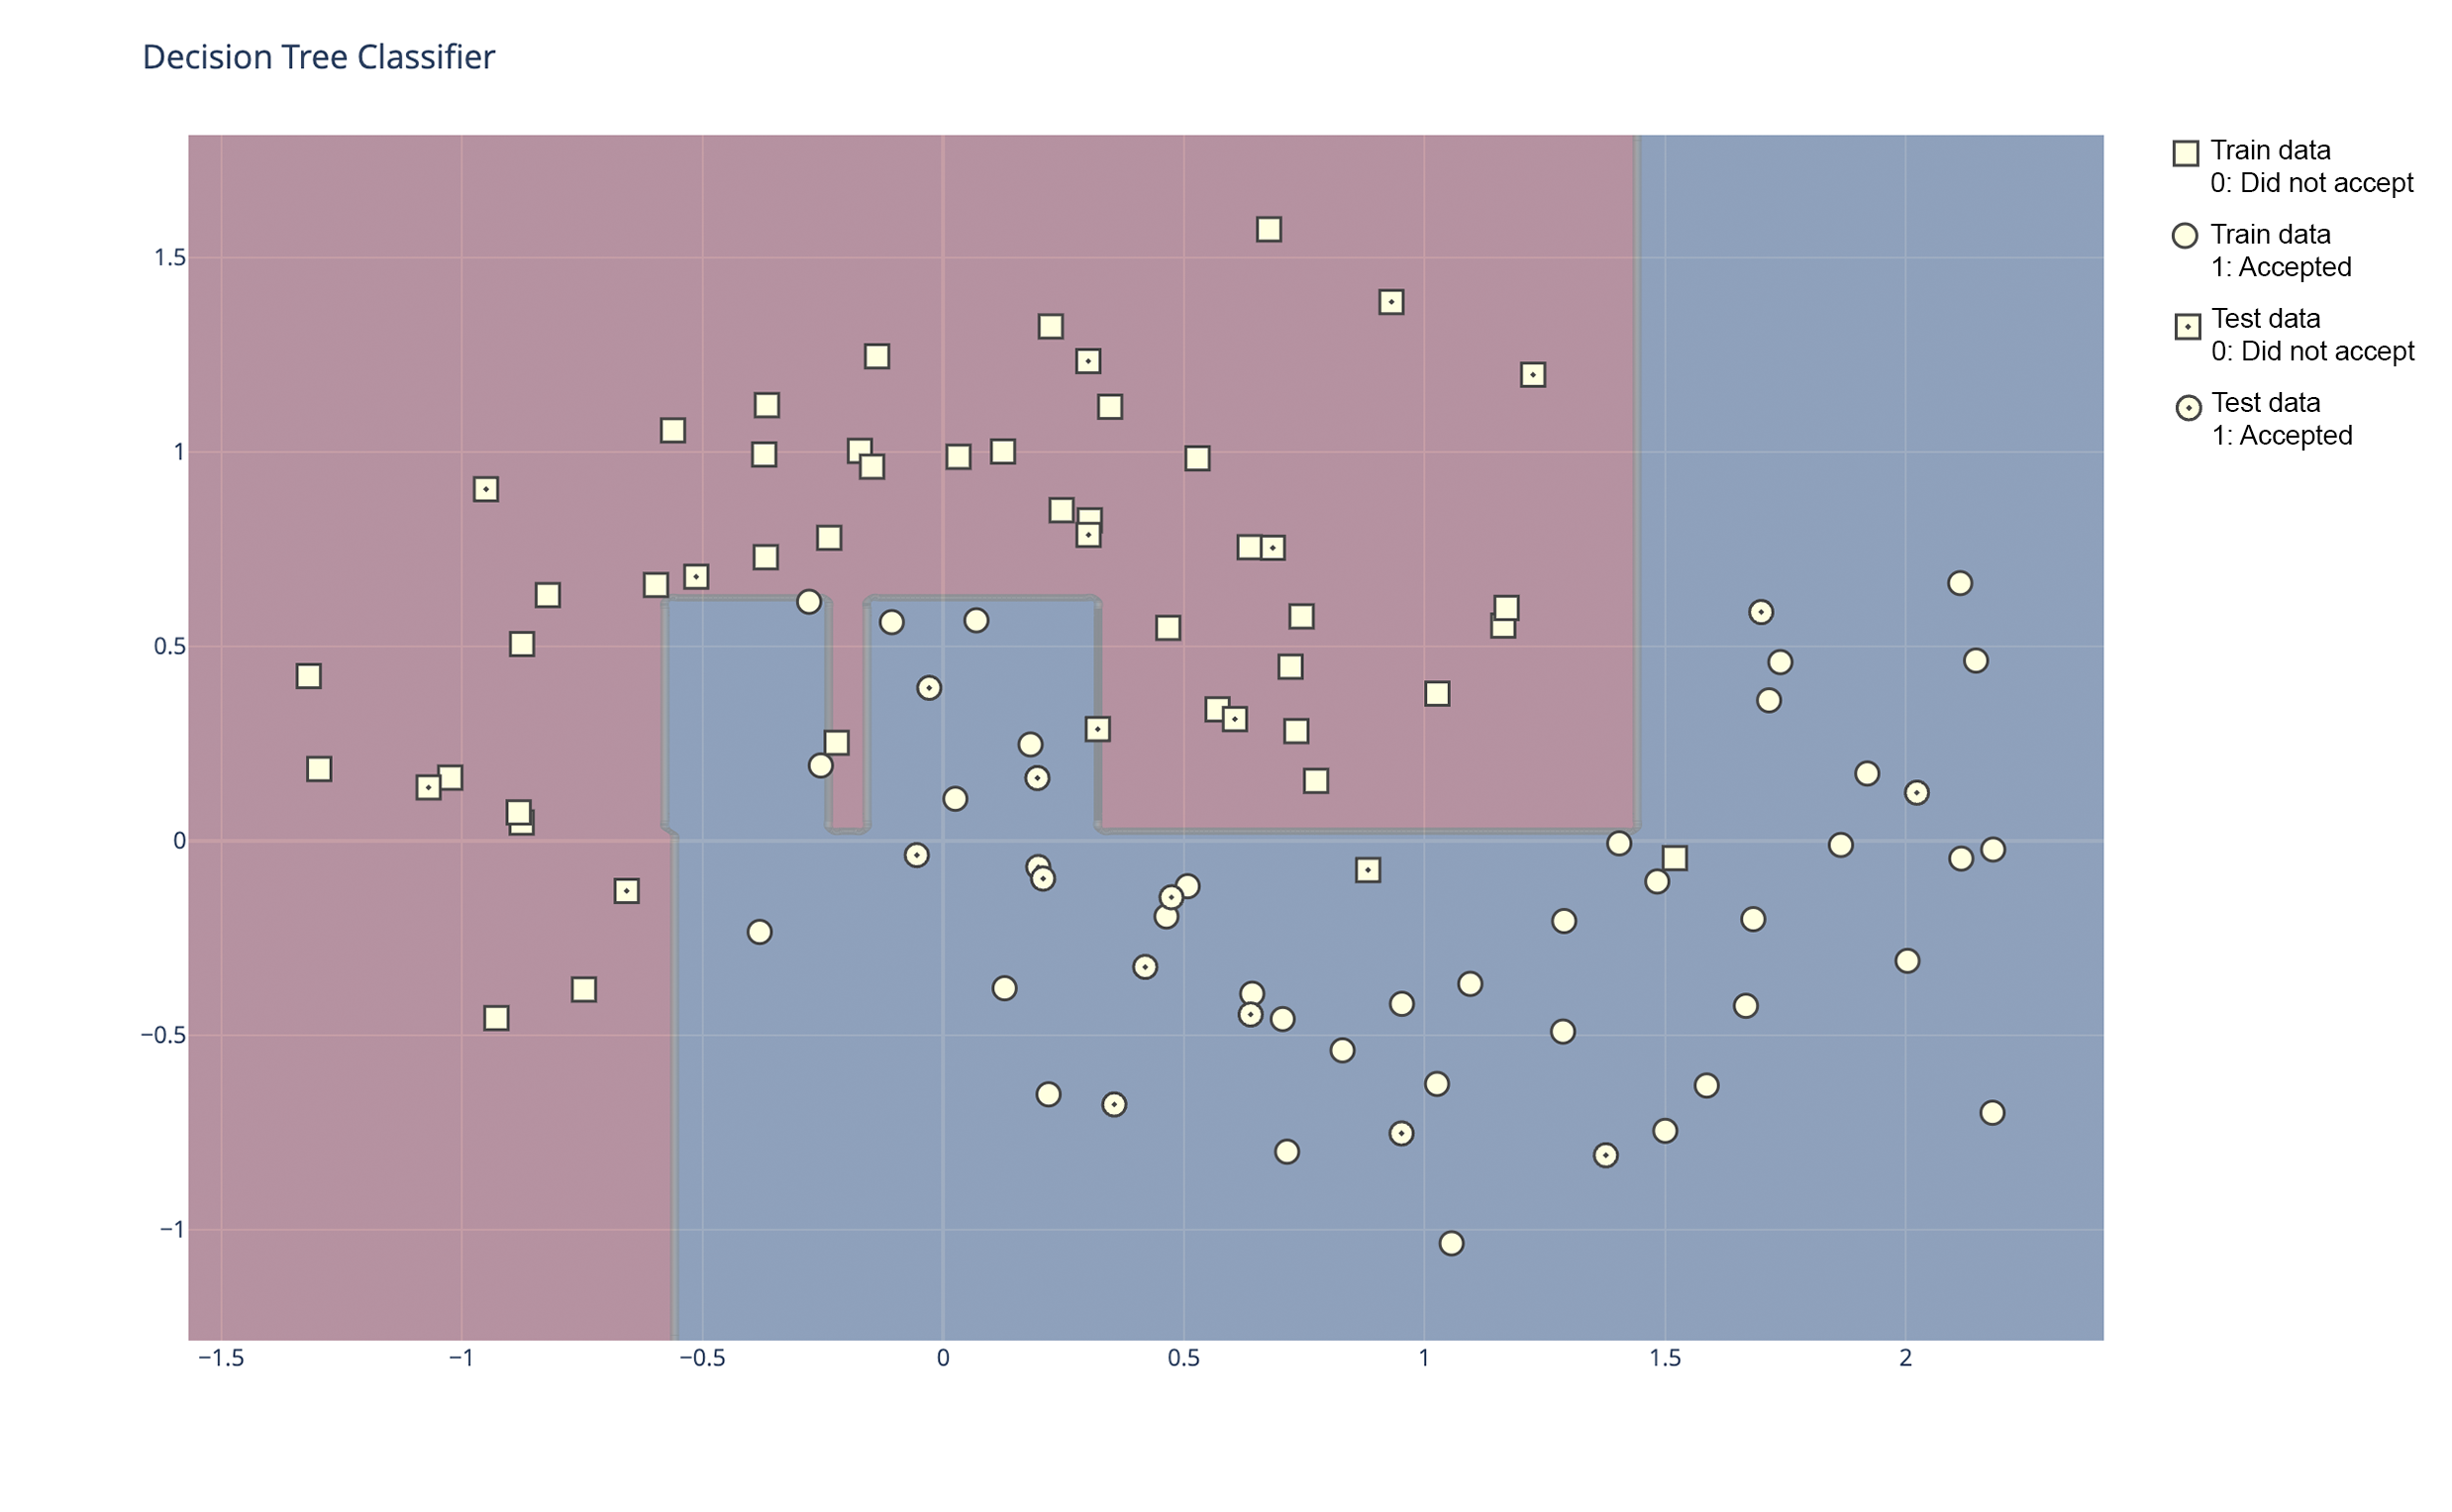 Decision Tree Classifier
Train data
0: Did not accept
Train data
1: Accepted
Test data
0: Did not accept
Test data
1: Accepted
1.5
1
0.5
0
−0.5
−1
−1.5
−1
−0.5
0
0.5
1
1.5
2